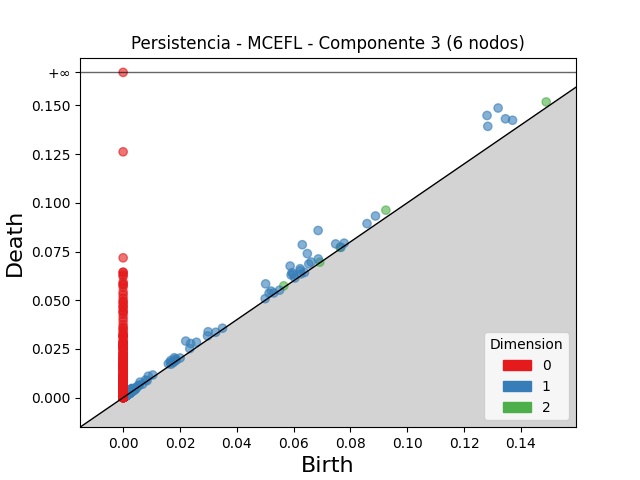 Persistencia - MCEFL - Componente 3 (6 nodos)
Death
+∞
0.150
0.125
0.100
0.075
0.050
0.025
0.000
Dimension
0
1
2
0.00 0.02 0.04 0.06 0.08 0.10 0.12 0.14
Birth